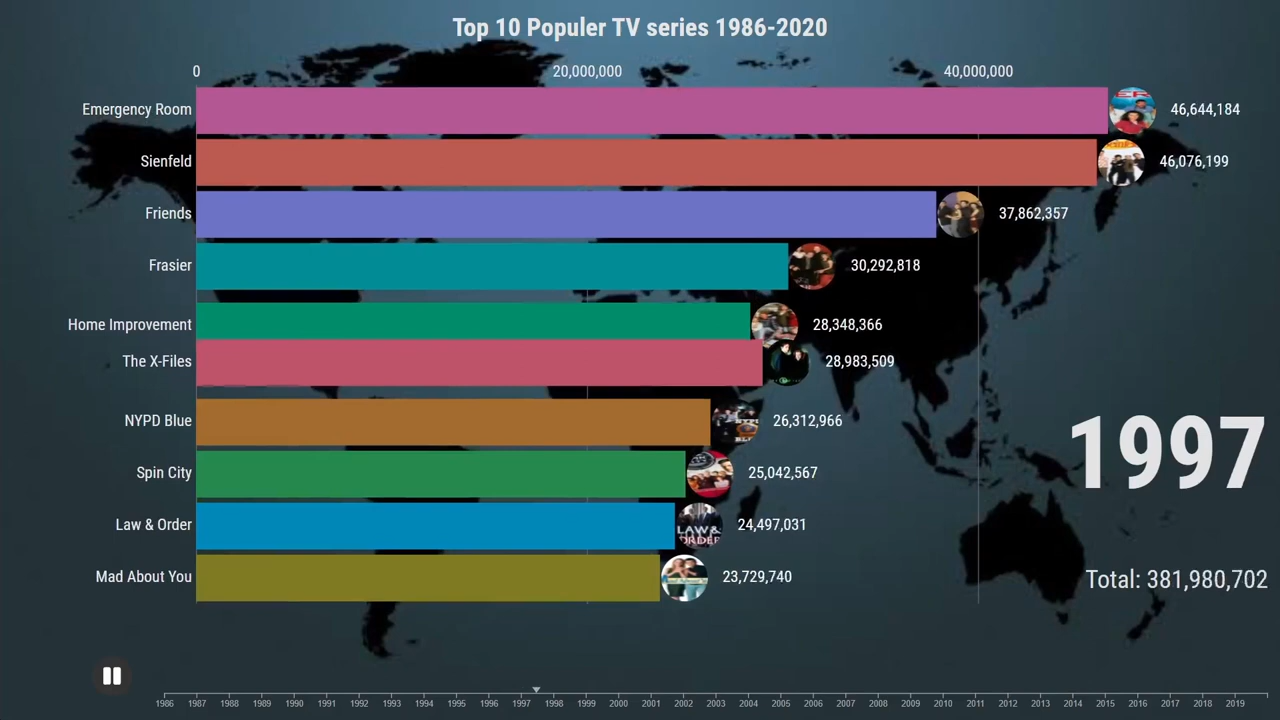 Top 10 Populer TV series 1986-2020
0 20,000,000 40,000,000
Emergency Room 46,644,184
Sienfeld 46,076,199
Friends 37,862,357
Frasier 30,292,818
Home Improvement 28,348,366
The X-Files 28,983,509
NYPD Blue 26,312,966
Spin City 25,042,567
Law & Order LAW & ORDER 24,497,031
Mad About You 23,729,740
1997
Total: 381,980,702
1986 1987 1988 1989 1990 1991 1992 1993 1994 1995 1996 1997 1998 1999 2000 2001 2002 2003 2004 2005 2006 2007 2008 2009 2010 2011 2012 2013 2014 2015 2016 2017 2018 2019